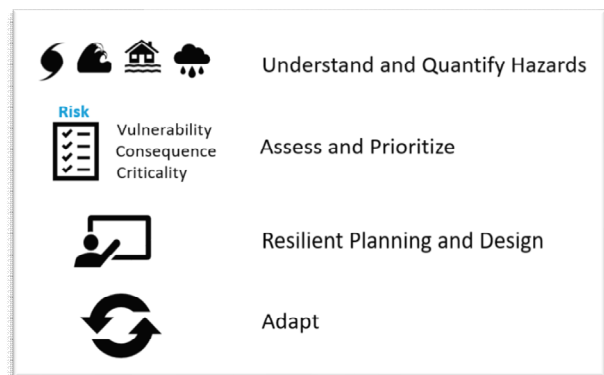 Understand and Quantify Hazards
Risk
Vulnerability
Consequence
Criticality
Assess and Prioritize
Resilient Planning and Design
Adapt